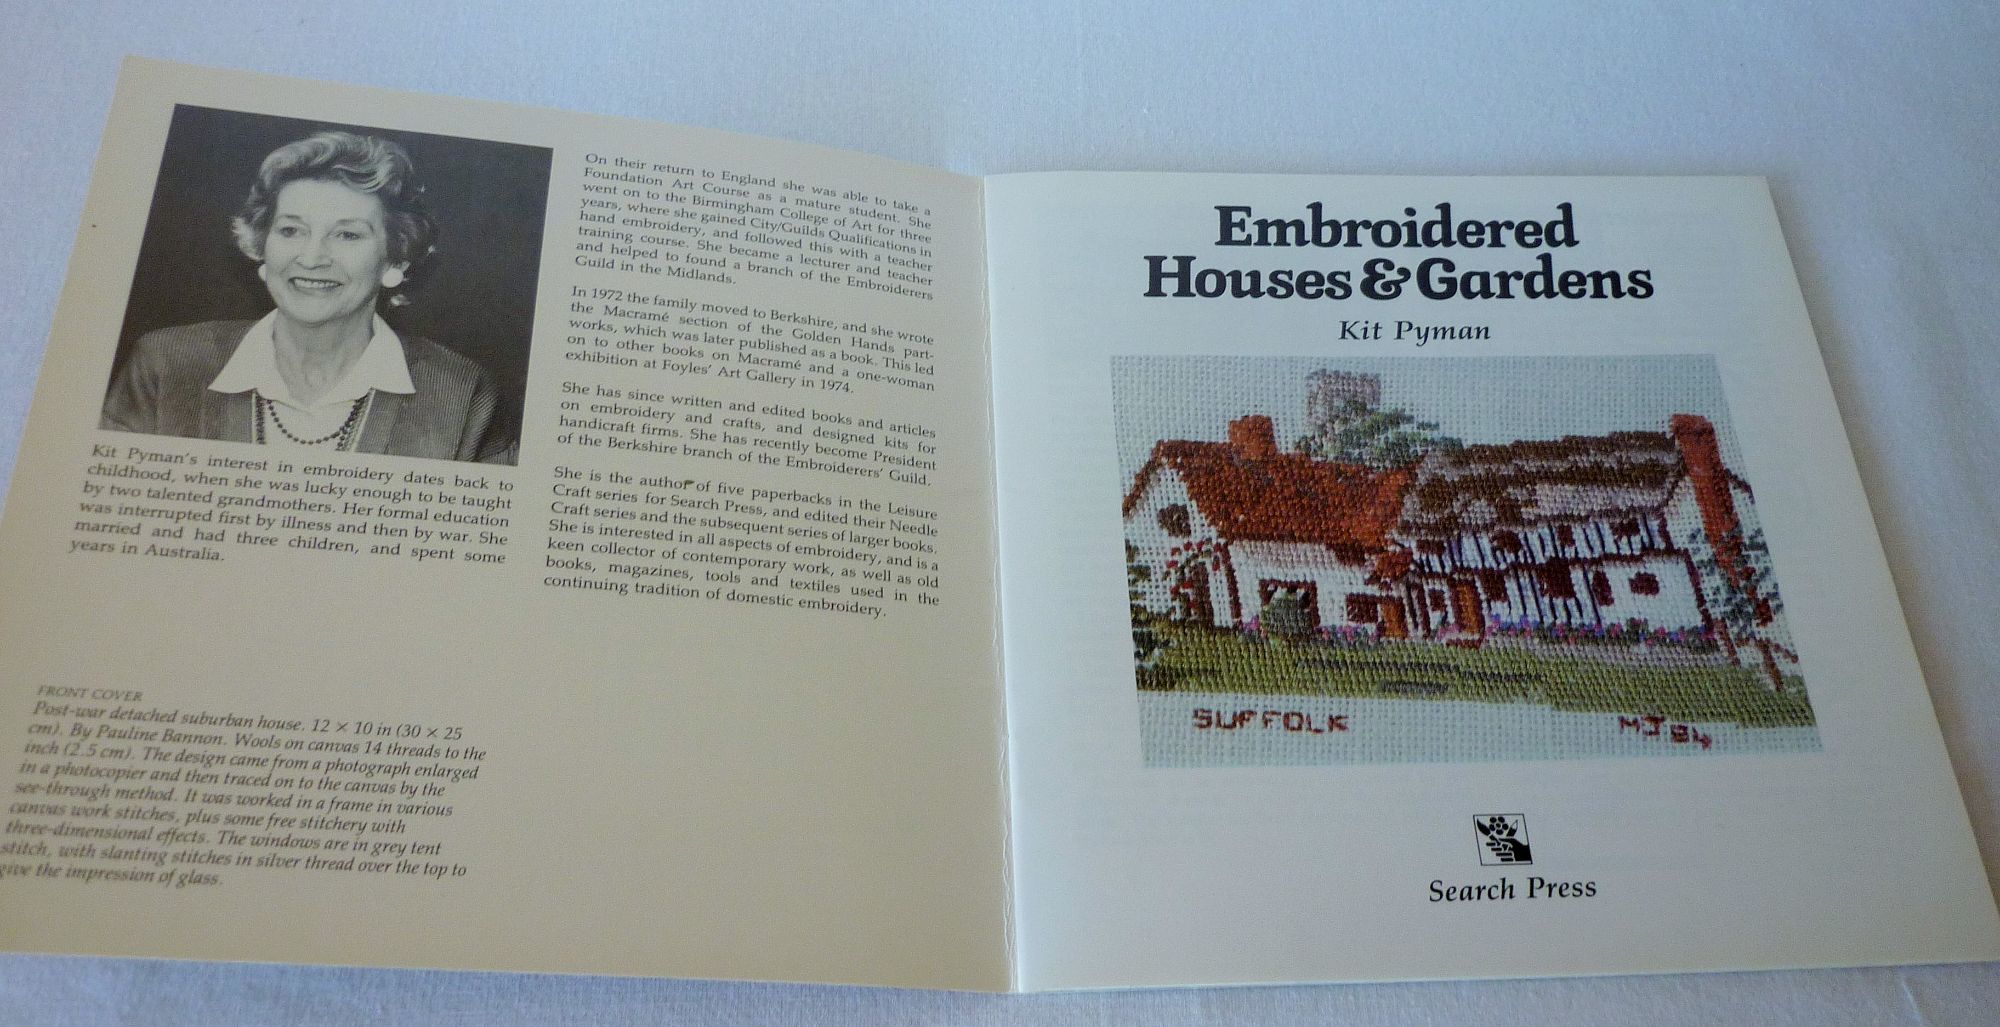 Kit Pyman's interest in embroidery dates back to
childhood, when she was lucky enough to be taught
by two talented grandmothers. Her formal education
was interrupted first by illness and then by war. She
married and had three children, and spent some
years in Australia.
On their return to England she was able to take a
Foundation Art Course as a mature student. She
went on to the Birmingham College of Art for three
years, where she gained City/Guilds Qualifications in
hand embroidery, and followed this with a teacher
training course. She became a lecturer and teacher
and helped to found a branch of the Embroiderers
Guild in the Midlands.
In 1972 the family moved to Berkshire, and she wrote
the Macramé section of the Golden Hands part-
works, which was later published as a book. This led
on to other books on Macramé and a one-woman
exhibition at Foyles' Art Gallery in 1974.
She has since written and edited books and articles
on embroidery and crafts, and designed kits for
handicraft firms. She has recently become President
of the Berkshire branch of the Embroiderers' Guild.
She is the author of five paperbacks in the Leisure
Craft series for Search Press, and edited their Needle
Craft series and the subsequent series of larger books.
She is interested in all aspects of embroidery, and is a
keen collector of contemporary work, as well as old
books, magazines, tools and textiles used in the
continuing tradition of domestic embroidery.
FRONT COVER
Post-war detached suburban house. 12 × 10 in (30 × 25
cm). By Pauline Bannon. Wools on canvas 14 threads to the
inch (2.5 cm). The design came from a photograph enlarged
in a photocopier and then traced on to the canvas by the
see-through method. It was worked in a frame in various
canvas work stitches, plus some free stitchery with
three-dimensional effects. The windows are in grey tent
stitch, with slanting stitches in silver thread over the top to
give the impression of glass.
Embroidered
Houses & Gardens
Kit Pyman
SUFFOLK MJ 84
Search Press